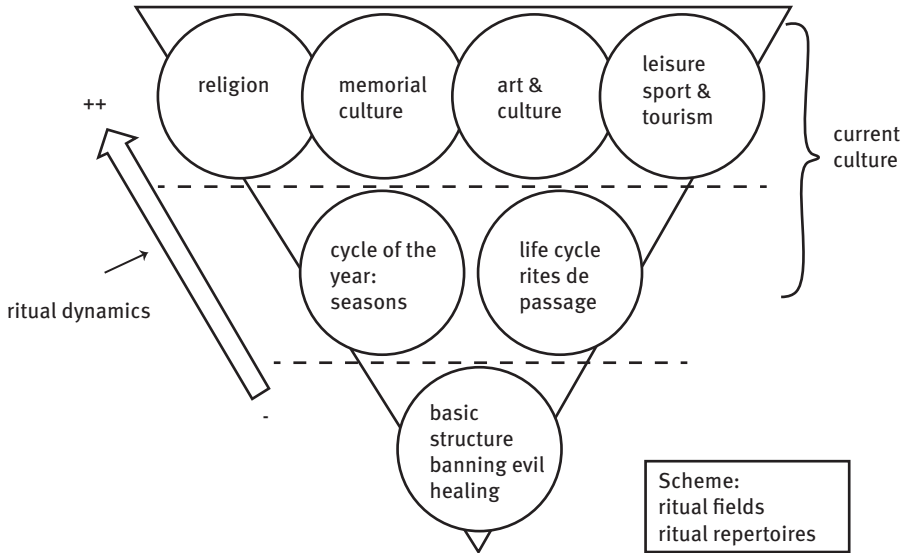 religion
memorial
culture
art &
culture
leisure
sport &
tourism
++
current
culture
cycle of the
year:
seasons
life cycle
rites de
passage
ritual dynamics
-
basic
structure
banning evil
healing
Scheme:
ritual fields
ritual repertoires